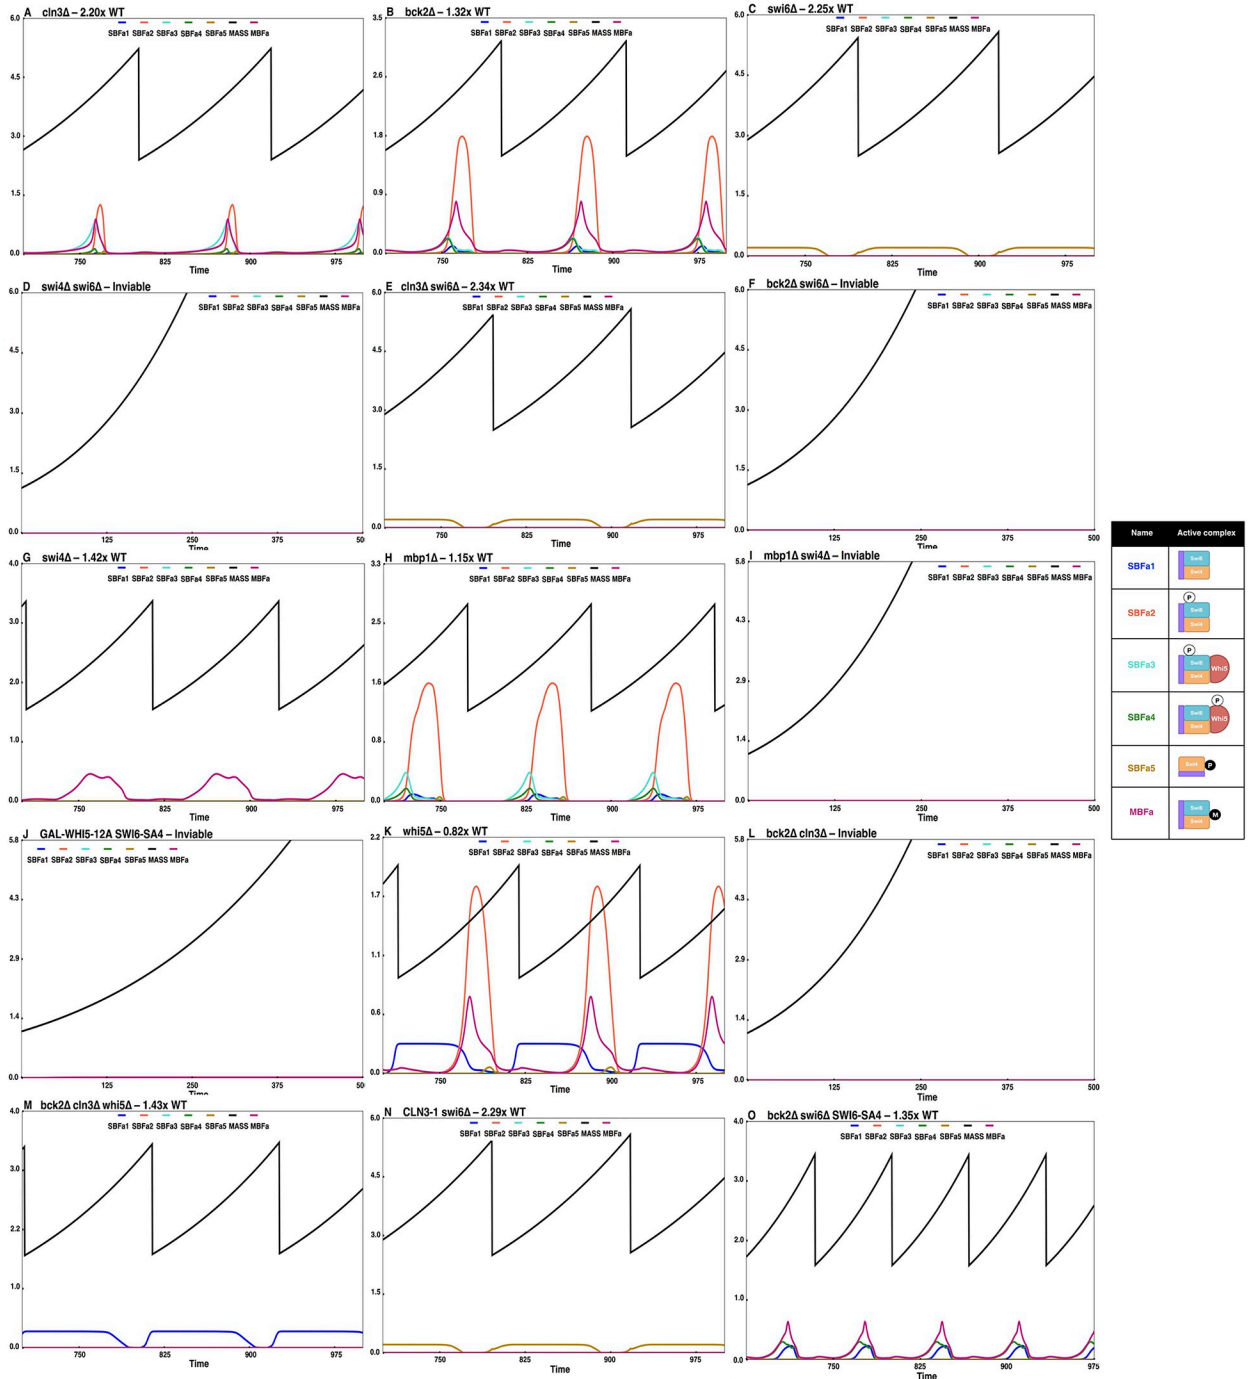 A cln3Δ – 2.20x WT
SBFa1 SBFa2 SBFa3 SBFa4 SBFa5 MASS MBFa
6.0
4.5
3.0
1.5
0.0
750 825 900 975
Time
B bck2Δ – 1.32x WT
SBFa1 SBFa2 SBFa3 SBFa4 SBFa5 MASS MBFa
3.5
2.6
1.8
0.9
0.0
750 825 900 975
Time
C swi6Δ – 2.25x WT
SBFa1 SBFa2 SBFa3 SBFa4 SBFa5 MASS MBFa
6.0
4.5
3.0
1.5
0.0
750 825 900 975
Time
D swi4Δ swi6Δ – Inviable
SBFa1 SBFa2 SBFa3 SBFa4 SBFa5 MASS MBFa
6.0
4.5
3.0
1.5
0.0
125 250 375 50
Time
E cln3Δ swi6Δ – 2.34x WT
SBFa1 SBFa2 SBFa3 SBFa4 SBFa5 MASS MBFa
6.0
4.5
3.0
1.5
0.0
750 825 900 975
Time
F bck2Δ swi6Δ – Inviable
SBFa1 SBFa2 SBFa3 SBFa4 SBFa5 MASS MBFa
6.0
4.5
3.0
1.5
0.0
125 250 375 500
Time
G swi4Δ – 1.42x WT
SBFa1 SBFa2 SBFa3 SBFa4 SBFa5 MASS MBFa
4.0
3.0
2.0
1.0
0.0
750 825 900 975
Time
H mbp1Δ – 1.15x WT
SBFa1 SBFa2 SBFa3 SBFa4 SBFa5 MASS MBFa
3.3
2.5
1.6
0.8
0.0
750 825 900 975
Time
I mbp1Δ swi4Δ – Inviable
SBFa1 SBFa2 SBFa3 SBFa4 SBFa5 MASS MBFa
5.8
4.3
2.9
1.4
0.0
125 250 375 500
Time
J GAL-WHI5-12A SWI6-SA4 – Inviable
SBFa1 SBFa2 SBFa3 SBFa4 SBFa5 MASS MBFa
5.8
4.3
2.9
1.4
0.0
125 250 375 50
Time
K whi5Δ – 0.82x WT
SBFa1 SBFa2 SBFa3 SBFa4 SBFa5 MASS MBFa
2.2
1.7
1.1
0.6
0.0
750 825 900 975
Time
L bck2Δ cln3Δ – Inviable
SBFa1 SBFa2 SBFa3 SBFa4 SBFa5 MASS MBFa
5.8
4.3
2.9
1.4
0.0
125 250 375 500
Time
M bck2Δ cln3Δ whi5Δ – 1.43x WT
SBFa1 SBFa2 SBFa3 SBFa4 SBFa5 MASS MBFa
4.0
3.0
2.2
1.0
0.0
750 825 900 975
Time
N CLN3-1 swi6Δ – 2.29x WT
SBFa1 SBFa2 SBFa3 SBFa4 SBFa5 MASS MBFa
6.0
4.5
3.0
1.5
0.0
750 825 900 975
Time
O bck2Δ swi6Δ SWI6-SA4 – 1.35x WT
SBFa1 SBFa2 SBFa3 SBFa4 SBFa5 MASS MBFa
4.0
3.0
2.0
1.0
0.0
750 825 900 975
Time
Name Active complex
SBFa1 Swi6
Swi4
SBFa2 P
Swi6
Swi4
SBFa3 P
Swi6
Swi4 Whi5
SBFa4 P
Swi6
Swi4 Whi5
SBFa5 Swi4 P
MBFa Swi6
Swi4 M